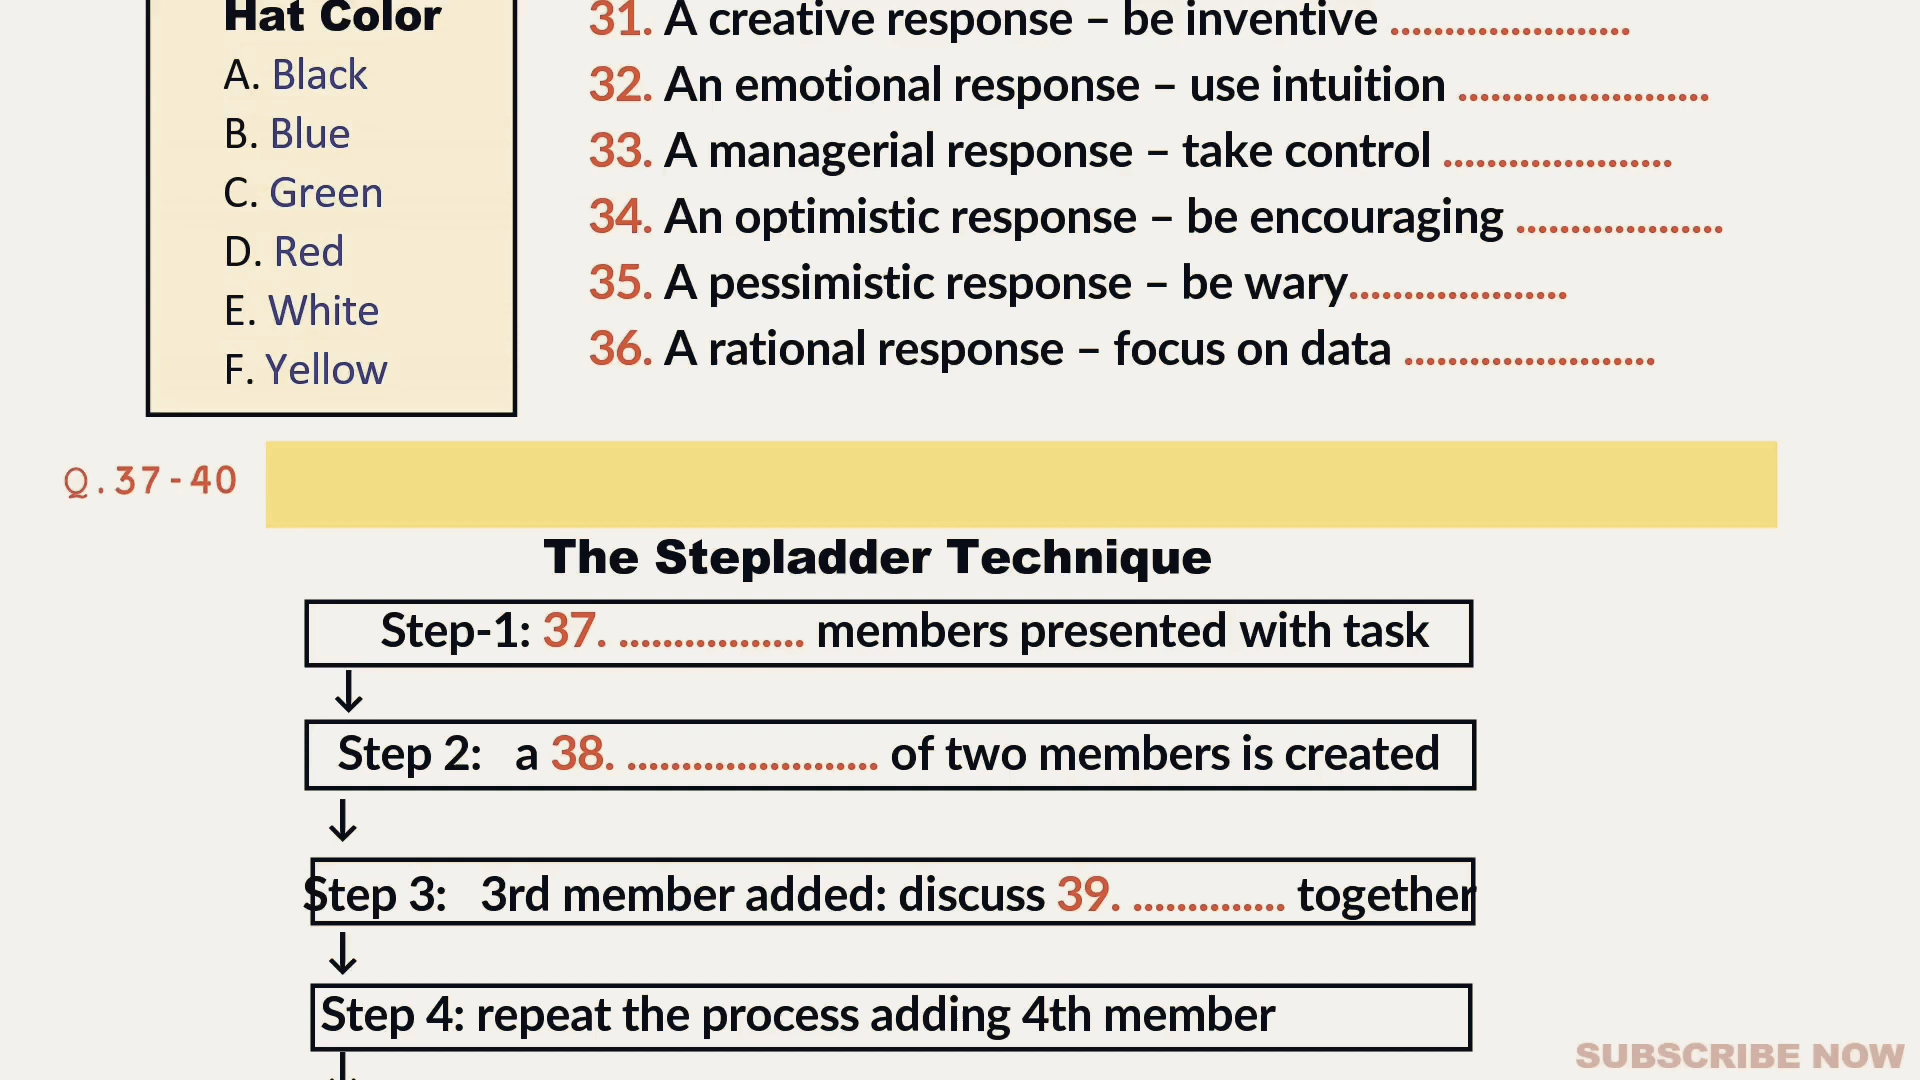 Hat Color
A. Black
B. Blue
C. Green
D. Red
E. White
F. Yellow
31. A creative response – be inventive ......................
32. An emotional response – use intuition .......................
33. A managerial response – take control .....................
34. An optimistic response – be encouraging ...................
35. A pessimistic response – be wary....................
36. A rational response – focus on data .......................
Q.37-40
The Stepladder Technique
Step-1: 37. ................. members presented with task
Step 2: a 38. ....................... of two members is created
Step 3: 3rd member added: discuss 39. .............. together
Step 4: repeat the process adding 4th member
SUBSCRIBE NOW